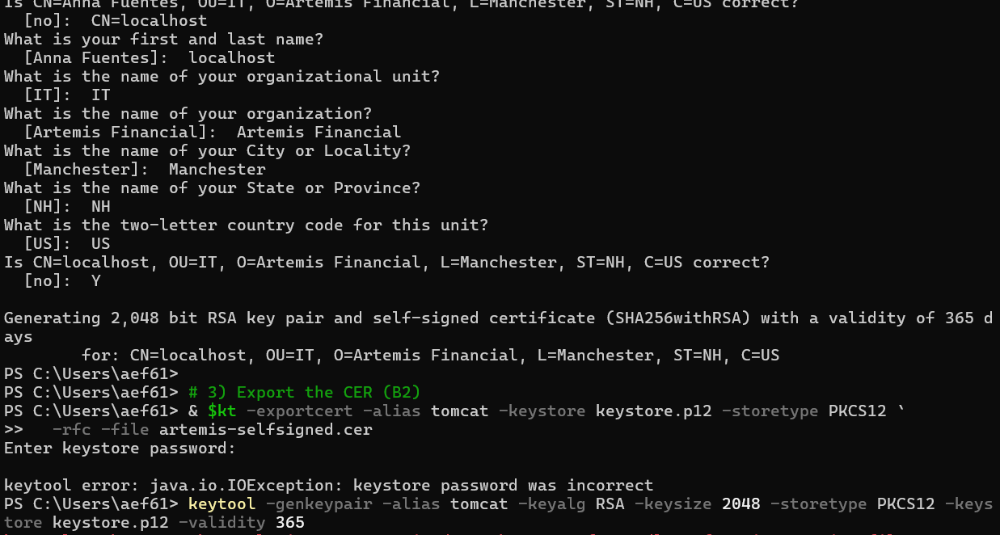 Is CN=Anna Fuentes, OU=IT, O=Artemis Financial, L=Manchester, ST=NH, C=US correct?
  [no]:  CN=localhost
What is your first and last name?
  [Anna Fuentes]:  localhost
What is the name of your organizational unit?
  [IT]:  IT
What is the name of your organization?
  [Artemis Financial]:  Artemis Financial
What is the name of your City or Locality?
  [Manchester]:  Manchester
What is the name of your State or Province?
  [NH]:  NH
What is the two-letter country code for this unit?
  [US]:  US
Is CN=localhost, OU=IT, O=Artemis Financial, L=Manchester, ST=NH, C=US correct?
  [no]:  Y
Generating 2,048 bit RSA key pair and self-signed certificate (SHA256withRSA) with a validity of 365 d
ays
        for: CN=localhost, OU=IT, O=Artemis Financial, L=Manchester, ST=NH, C=US
PS C:\Users\aef61>
PS C:\Users\aef61> # 3) Export the CER (B2)
PS C:\Users\aef61> & $kt -exportcert -alias tomcat -keystore keystore.p12 -storetype PKCS12 `
>>   -rfc -file artemis-selfsigned.cer
Enter keystore password:
keytool error: java.io.IOException: keystore password was incorrect
PS C:\Users\aef61> keytool -genkeypair -alias tomcat -keyalg RSA -keysize 2048 -storetype PKCS12 -keys
tore keystore.p12 -validity 365